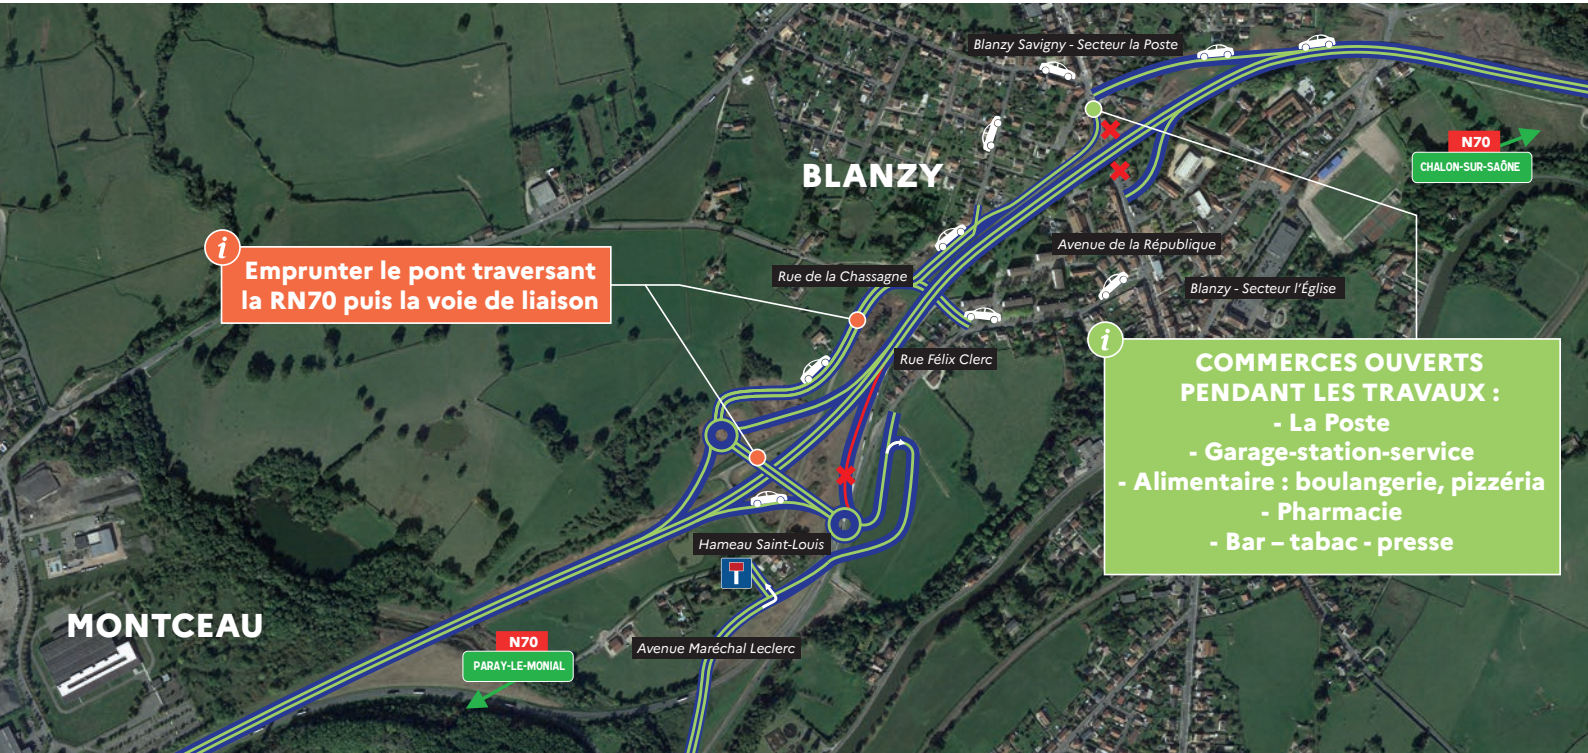 Blanzy Savigny - Secteur la Poste
N70
CHALON-SUR-SAÔNE
BLANZY
Avenue de la République
i
Emprunter le pont traversant
la RN70 puis la voie de liaison
Rue de la Chassagne
Blanzy - Secteur l'Église
Rue Félix Clerc
i
COMMERCES OUVERTS
PENDANT LES TRAVAUX :
- La Poste
- Garage-station-service
- Alimentaire : boulangerie, pizzéria
- Pharmacie
- Bar – tabac - presse
Hameau Saint-Louis
MONTCEAU
N70
PARAY-LE-MONIAL
Avenue Maréchal Leclerc